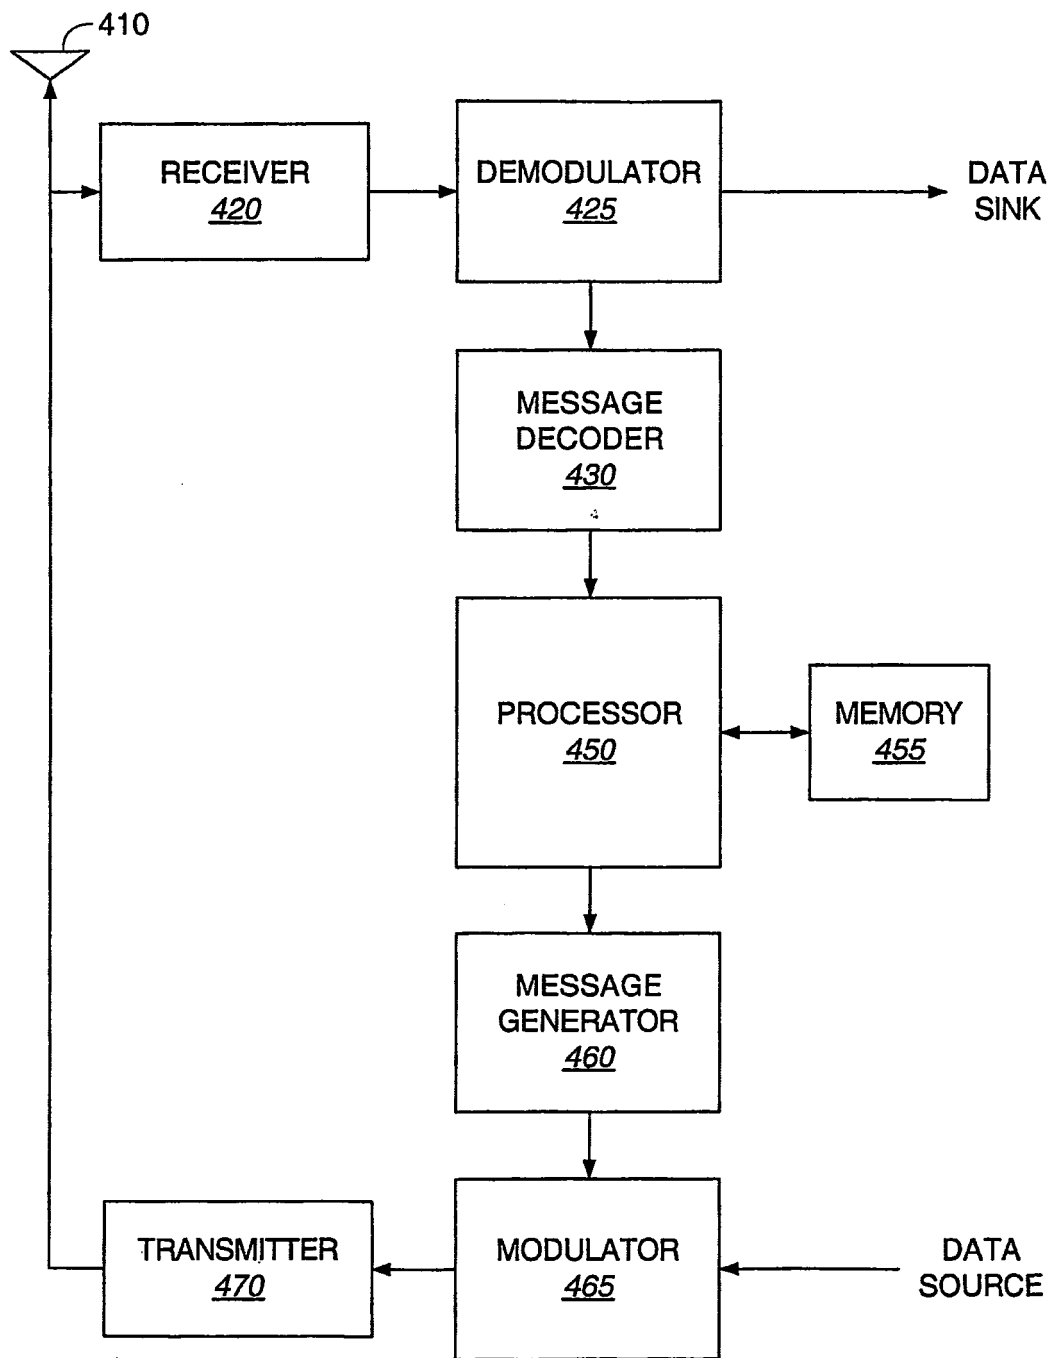 410
RECEIVER
420
DEMODULATOR
425
DATA
SINK
MESSAGE
DECODER
430
PROCESSOR
450
MEMORY
455
MESSAGE
GENERATOR
460
TRANSMITTER
470
MODULATOR
465
DATA
SOURCE